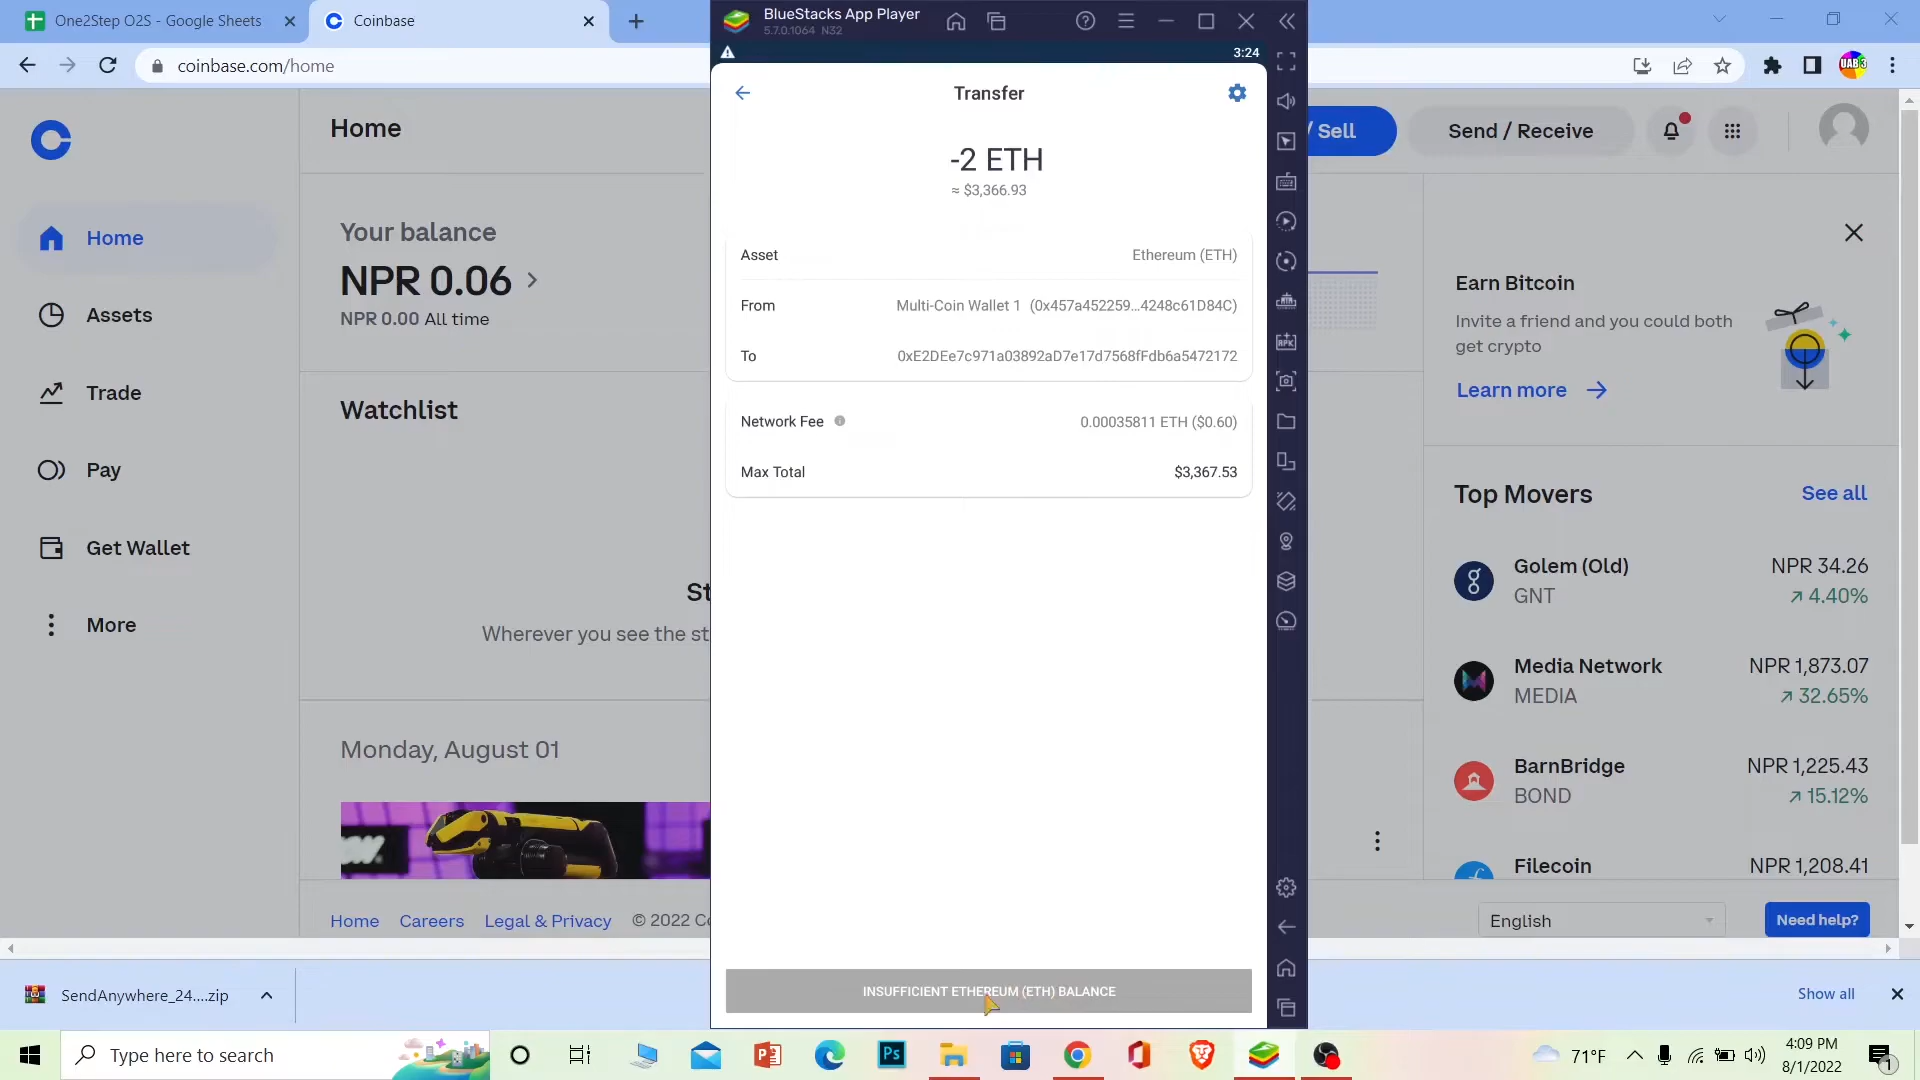 One2Step O2S - Google Sheets
Coinbase
coinbase.com/home
UAB 3
BlueStacks App Player
5.7.0.1064 N32
3:24
Transfer
-2 ETH
≈ $3,366.93
Asset
Ethereum (ETH)
From
Multi-Coin Wallet 1 (0x457a452259...4248c61D84C)
To
0xE2DEe7c971a03892aD7e17d7568fFdb6a5472172
Network Fee
0.00035811 ETH ($0.60)
Max Total
$3,367.53
INSUFFICIENT ETHEREUM (ETH) BALANCE
Home
Assets
Trade
Pay
Get Wallet
More
Home
/ Sell
Send / Receive
Your balance
NPR 0.06
NPR 0.00 All time
Watchlist
St
Wherever you see the st
Monday, August 01
Home
Careers
Legal & Privacy
© 2022 Co
Earn Bitcoin
Invite a friend and you could both
get crypto
Learn more
Top Movers
See all
Golem (Old)
GNT
NPR 34.26
4.40%
Media Network
MEDIA
NPR 1,873.07
32.65%
BarnBridge
BOND
NPR 1,225.43
15.12%
Filecoin
NPR 1,208.41
English
Need help?
SendAnywhere_24....zip
Show all
Type here to search
71°F
4:09 PM
8/1/2022
1